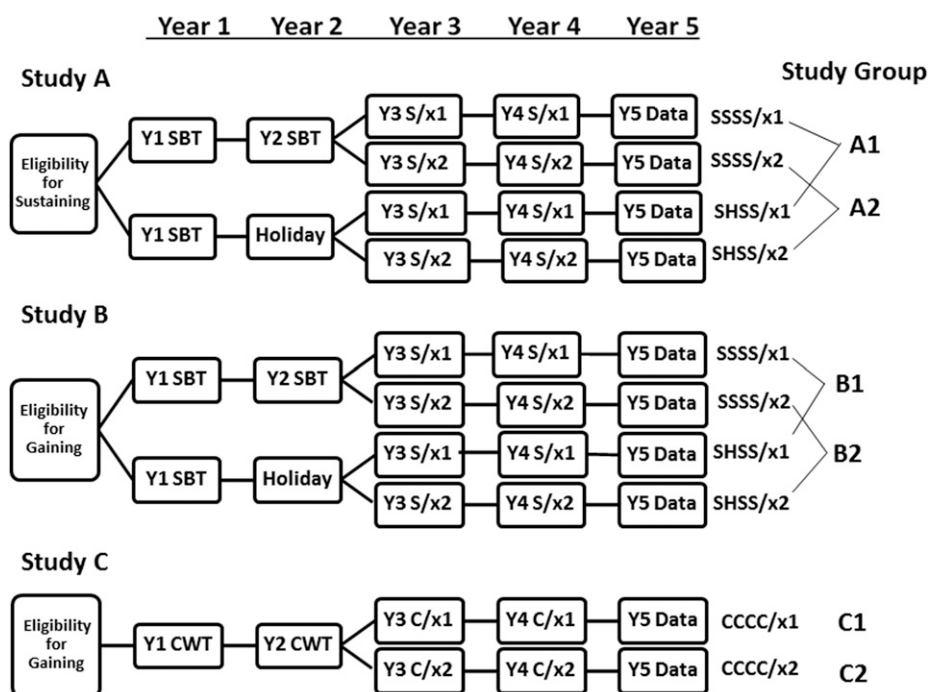 Year 1 Year 2 Year 3 Year 4 Year 5
Study A
Study Group
Eligibility
for
Sustaining
Y1 SBT Y2 SBT
Y3 S/x1 Y4 S/x1 Y5 Data SSSS/x1
Y3 S/x2 Y4 S/x2 Y5 Data SSSS/x2
A1
Y1 SBT Holiday
Y3 S/x1 Y4 S/x1 Y5 Data SHSS/x1
A2
Y3 S/x2 Y4 S/x2 Y5 Data SHSS/x2
Study B
Eligibility
for
Gaining
Y1 SBT Y2 SBT
Y3 S/x1 Y4 S/x1 Y5 Data SSSS/x1
B1
Y3 S/x2 Y4 S/x2 Y5 Data SSSS/x2
Y1 SBT Holiday
Y3 S/x1 Y4 S/x1 Y5 Data SHSS/x1
B2
Y3 S/x2 Y4 S/x2 Y5 Data SHSS/x2
Study C
Eligibility
for
Gaining
Y1 CWT Y2 CWT
Y3 C/x1 Y4 C/x1 Y5 Data CCCC/x1 C1
Y3 C/x2 Y4 C/x2 Y5 Data CCCC/x2 C2